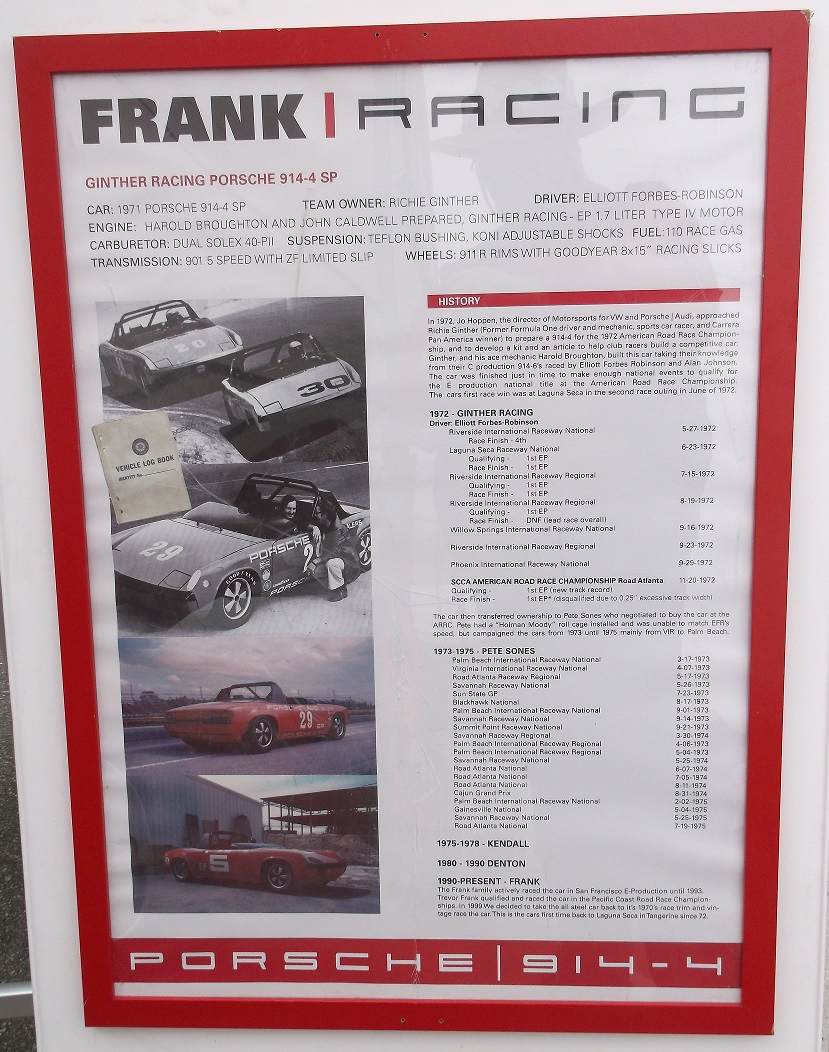 FRANK | RACING
GINTHER RACING PORSCHE 914-4 SP
CAR: 1971 PORSCHE 914-4 SP TEAM OWNER: RICHIE GINTHER DRIVER: ELLIOTT FORBES-ROBINSON
ENGINE: HAROLD BROUGHTON AND JOHN CALDWELL PREPARED, GINTHER RACING - EP 1.7 LITER TYPE IV MOTOR
CARBURETOR: DUAL SOLEX 40-PII SUSPENSION: TEFLON BUSHING, KONI ADJUSTABLE SHOCKS FUEL: 110 RACE GAS
TRANSMISSION: 901 5 SPEED WITH ZF LIMITED SLIP WHEELS: 911 R RIMS WITH GOODYEAR 8x15" RACING SLICKS
30
VEHICLE LOG BOOK
29
PORSCHE
2
GOODYEAR
PORSCHE
29
5
HISTORY
In 1972, Jo Hoppen, the director of Motorsports for VW and Porsche | Audi, approached
Richie Ginther (Former Formula One driver and mechanic, sports car racer, and Carrera
Pan America winner) to prepare a 914-4 for the 1972 American Road Race Champion-
ship, and to develop a kit and an article to help club racers build a competitive car.
Ginther, and his ace mechanic Harold Broughton, built this car taking their knowledge
from their C production 914-6's raced by Elliott Forbes Robinson and Alan Johnson.
The car was finished just in time to make enough national events to qualify for
the E production national title at the American Road Race Championship.
The cars first race win was at Laguna Seca in the second race outing in June of 1972.
1972 - GINTHER RACING
Driver: Elliott Forbes-Robinson
Riverside International Raceway National 5-27-1972
Race Finish - 4th
Laguna Seca Raceway National 6-23-1972
Qualifying - 1st EP
Race Finish - 1st EP
Riverside International Raceway Regional 7-15-1972
Qualifying - 1st EP
Race Finish - 1st EP
Riverside International Raceway Regional 8-19-1972
Qualifying - 1st EP
Race Finish - DNF (lead race overall)
Willow Springs International Raceway National 9-16-1972
Riverside International Raceway Regional 9-23-1972
Phoenix International Raceway National 9-29-1972
SCCA AMERICAN ROAD RACE CHAMPIONSHIP Road Atlanta 11-20-1972
Qualifying - 1st EP (new track record)
Race Finish - 1st EP* (disqualified due to 0.25" excessive track width)
The car then transferred ownership to Pete Sones who negotiated to buy the car at the
ARRC. Pete had a "Holman Moody" roll cage installed and was unable to match EFR's
speed, but campaigned the cars from 1973 until 1975 mainly from VIR to Palm Beach.
1973-1975 - PETE SONES
Palm Beach International Raceway National 3-17-1973
Virginia International Raceway National 4-07-1973
Road Atlanta Raceway Regional 5-17-1973
Savannah Raceway National 5-26-1973
Sun State GP 7-23-1973
Blackhawk National 8-17-1973
Palm Beach International Raceway National 9-01-1973
Savannah Raceway National 9-14-1973
Summit Point Raceway National 9-21-1973
Savannah Raceway Regional 3-30-1974
Palm Beach International Raceway Regional 4-06-1973
Palm Beach International Raceway Regional 5-04-1973
Savannah Raceway National 5-25-1974
Road Atlanta National 6-07-1974
Road Atlanta National 7-05-1974
Road Atlanta National 8-11-1974
Cajun Grand Prix 8-31-1974
Palm Beach International Raceway National 2-02-1975
Gainesville National 5-04-1975
Savannah Raceway National 5-25-1975
Road Atlanta National 7-19-1975
1975-1978 - KENDALL
1980 - 1990 DENTON
1990-PRESENT - FRANK
The Frank family actively raced the car in San Francisco E-Production until 1993.
Trevor Frank qualified and raced the car in the Pacific Coast Road Race Champion-
ships. In 1999 We decided to take the all steel car back to it's 1970's race trim and vin-
tage race the car. This is the cars first time back to Laguna Seca in Tangerine since 72.
PORSCHE | 914-4